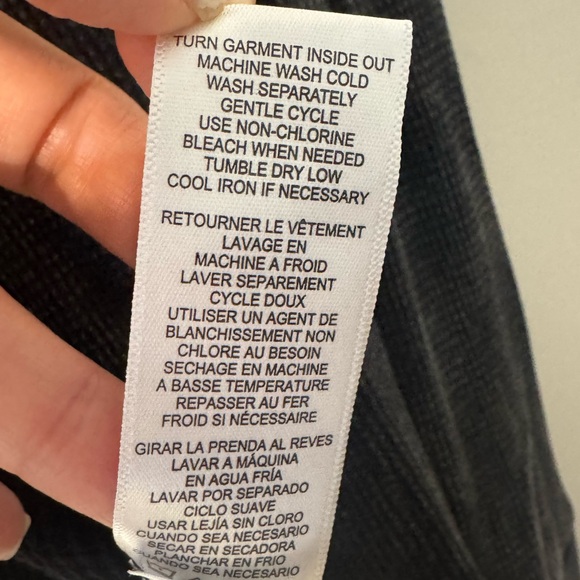 TURN GARMENT INSIDE OUT
MACHINE WASH COLD
WASH SEPARATELY
GENTLE CYCLE
USE NON-CHLORINE
BLEACH WHEN NEEDED
TUMBLE DRY LOW
COOL IRON IF NECESSARY
RETOURNER LE VÊTEMENT
LAVAGE EN
MACHINE A FROID
LAVER SEPAREMENT
CYCLE DOUX
UTILISER UN AGENT DE
BLANCHISSEMENT NON
CHLORE AU BESOIN
SECHAGE EN MACHINE
A BASSE TEMPERATURE
REPASSER AU FER
FROID SI NÉCESSAIRE
GIRAR LA PRENDA AL REVES
LAVAR A MÁQUINA
EN AGUA FRÍA
LAVAR POR SEPARADO
CICLO SUAVE
USAR LEJÍA SIN CLORO
CUANDO SEA NECESARIO
SECAR EN SECADORA
PLANCHAR EN FRIO
CUANDO SEA NECESARIO